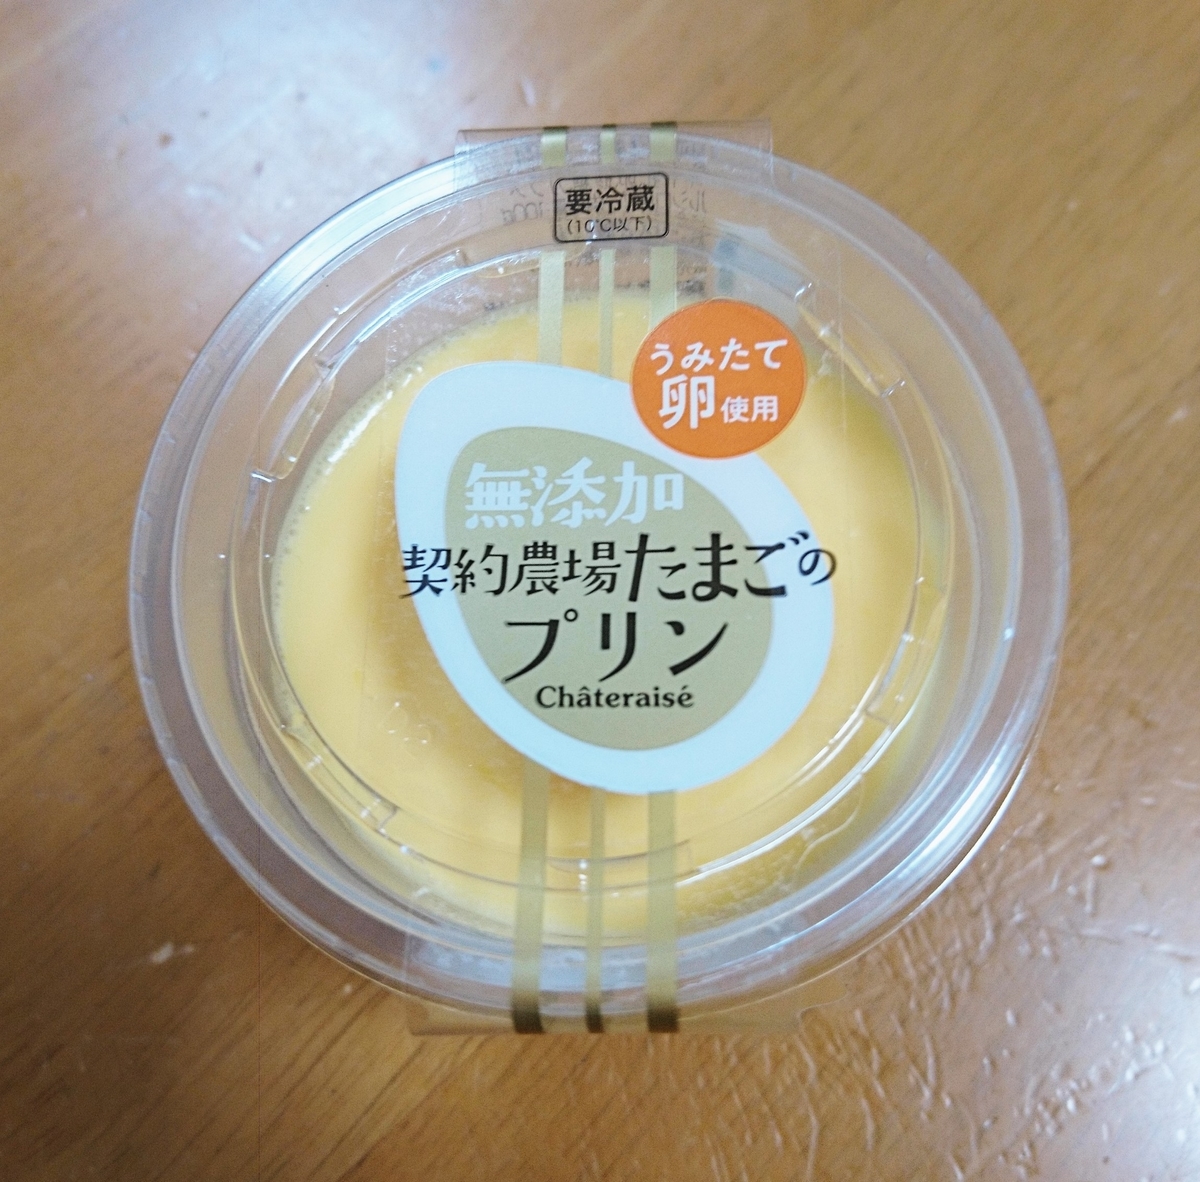 要冷蔵
(10℃以下)
うみたて
卵使用
無添加
契約農場たまごの
プリン
Châteraisé